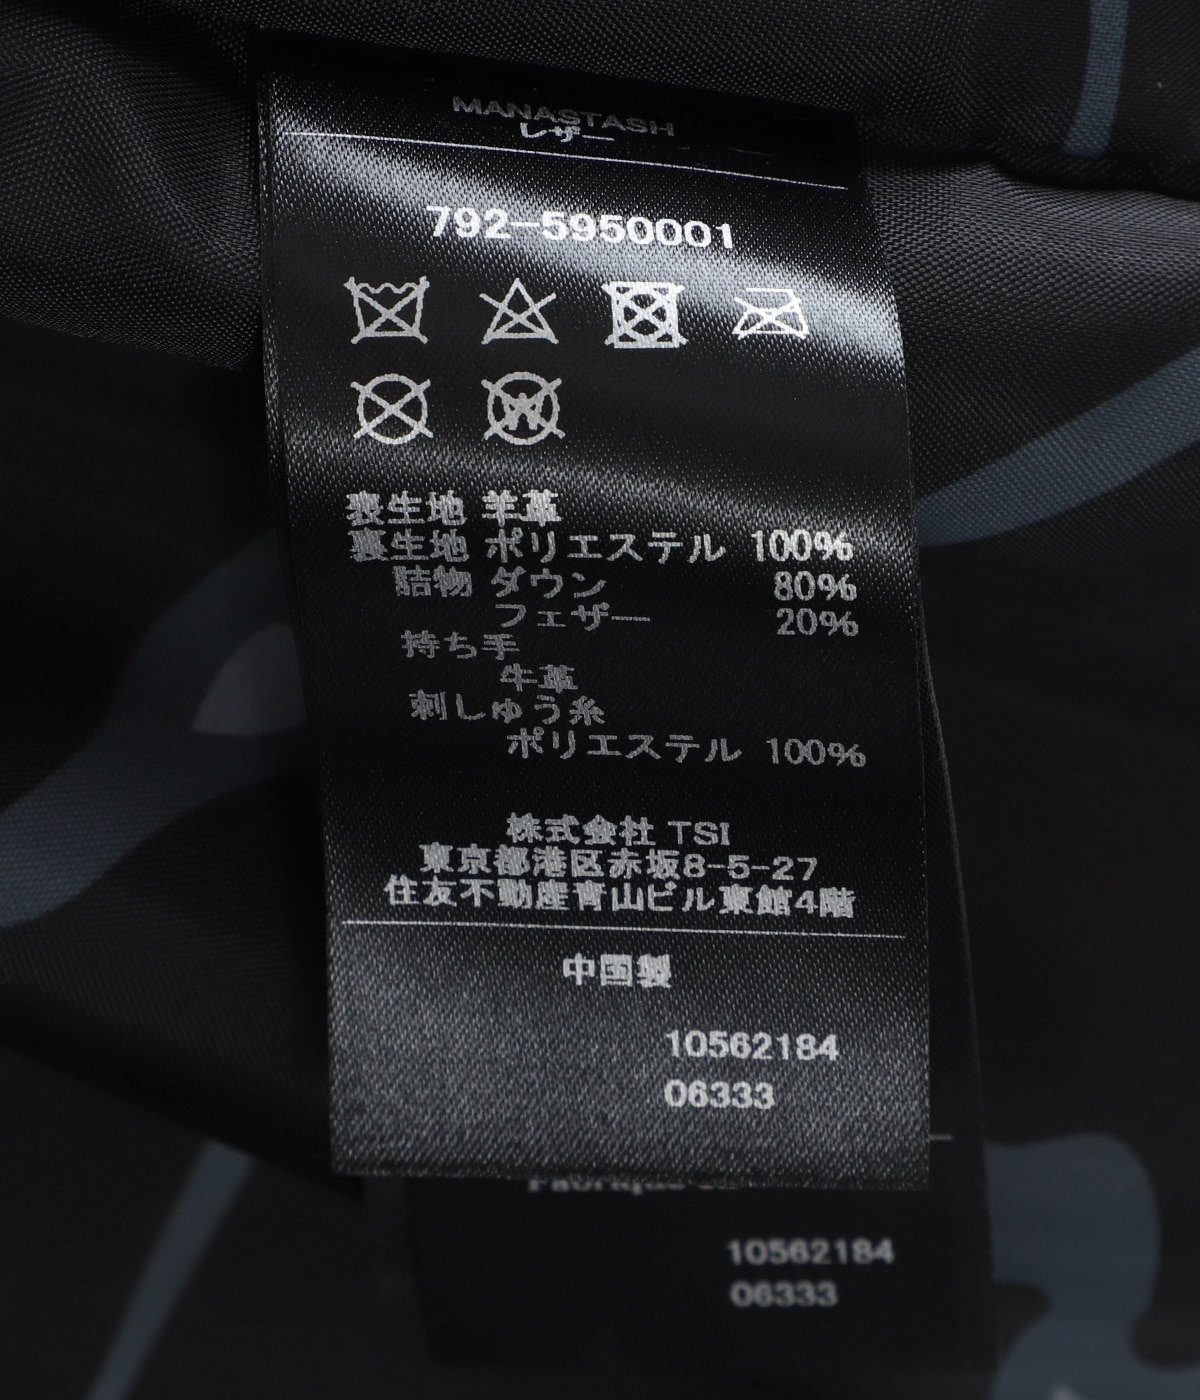 MANASTASH
レザー
792-5950001
表生地 羊革
裏生地 ポリエステル 100%
詰物 ダウン 80%
フェザー 20%
持ち手
牛革
刺しゅう糸
ポリエステル 100%
株式会社 TSI
東京都港区赤坂8-5-27
住友不動産青山ビル東館4階
中国製
10562184
06333
10562184
06333